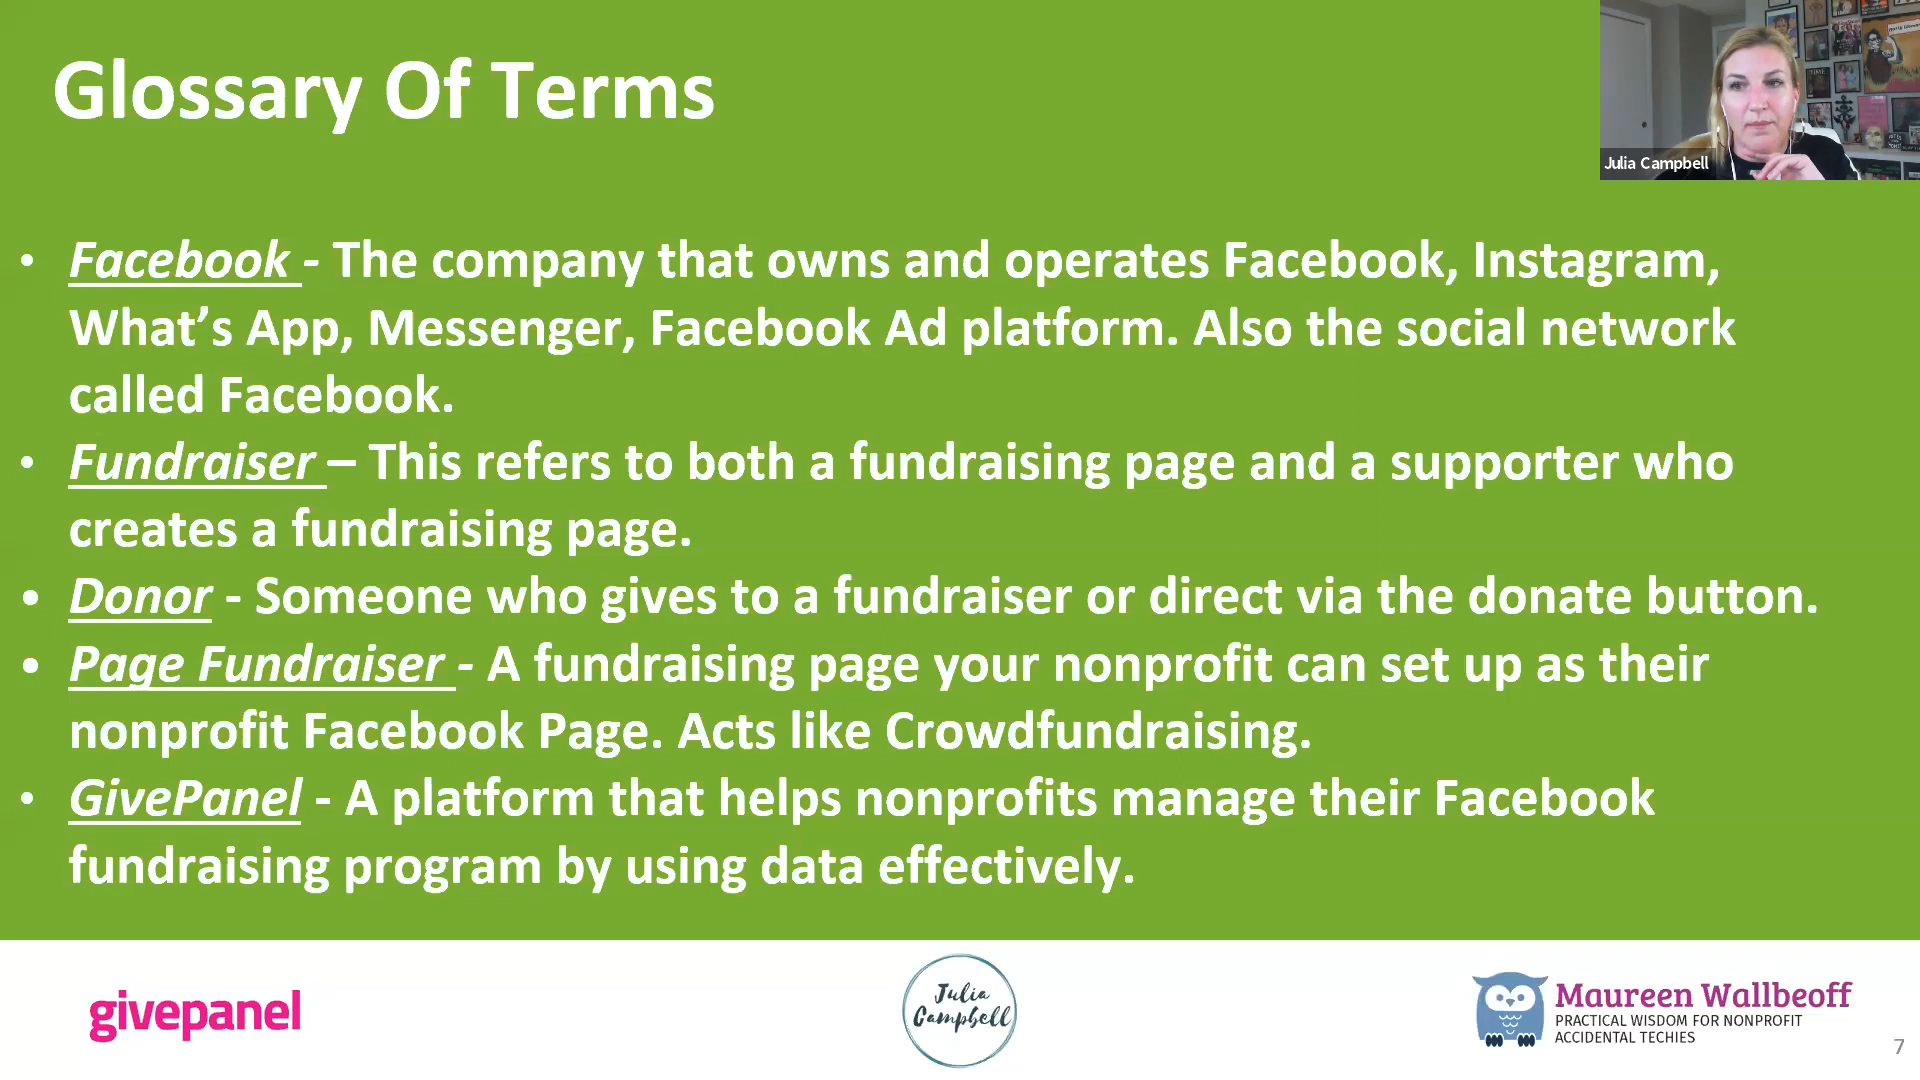 Glossary Of Terms
Julia Campbell
• Facebook - The company that owns and operates Facebook, Instagram,
What’s App, Messenger, Facebook Ad platform. Also the social network
called Facebook.
• Fundraiser – This refers to both a fundraising page and a supporter who
creates a fundraising page.
• Donor - Someone who gives to a fundraiser or direct via the donate button.
• Page Fundraiser - A fundraising page your nonprofit can set up as their
nonprofit Facebook Page. Acts like Crowdfundraising.
• GivePanel - A platform that helps nonprofits manage their Facebook
fundraising program by using data effectively.
givepanel
Julia
Campbell
Maureen Wallbeoff
PRACTICAL WISDOM FOR NONPROFIT
ACCIDENTAL TECHIES
7